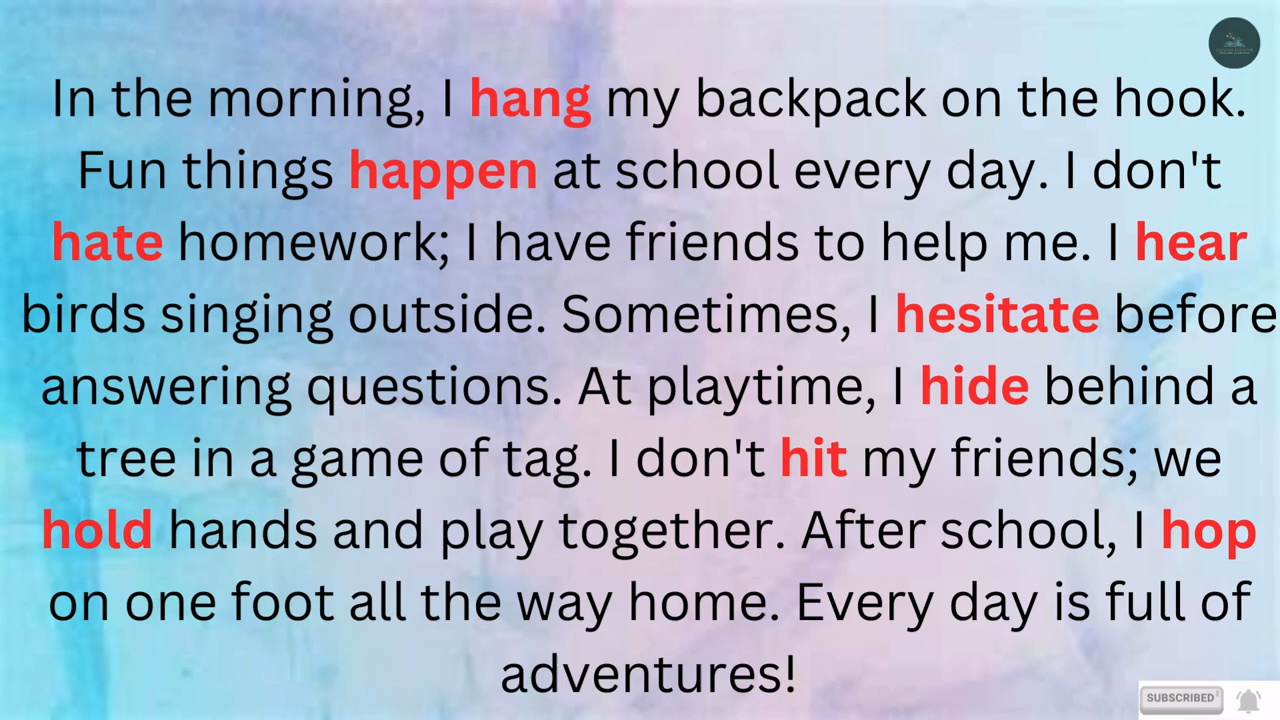 In the morning, I hang my backpack on the hook.
Fun things happen at school every day. I don't
hate homework; I have friends to help me. I hear
birds singing outside. Sometimes, I hesitate before
answering questions. At playtime, I hide behind a
tree in a game of tag. I don't hit my friends; we
hold hands and play together. After school, I hop
on one foot all the way home. Every day is full of
adventures!
SUBSCRIBED